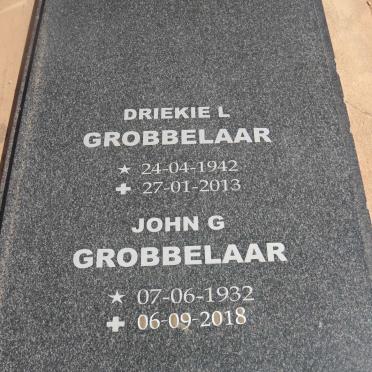 DRIEKIE L
GROBBELAAR
★ 24-04-1942
✚ 27-01-2013
JOHN G
GROBBELAAR
★ 07-06-1932
✚ 06-09-2018